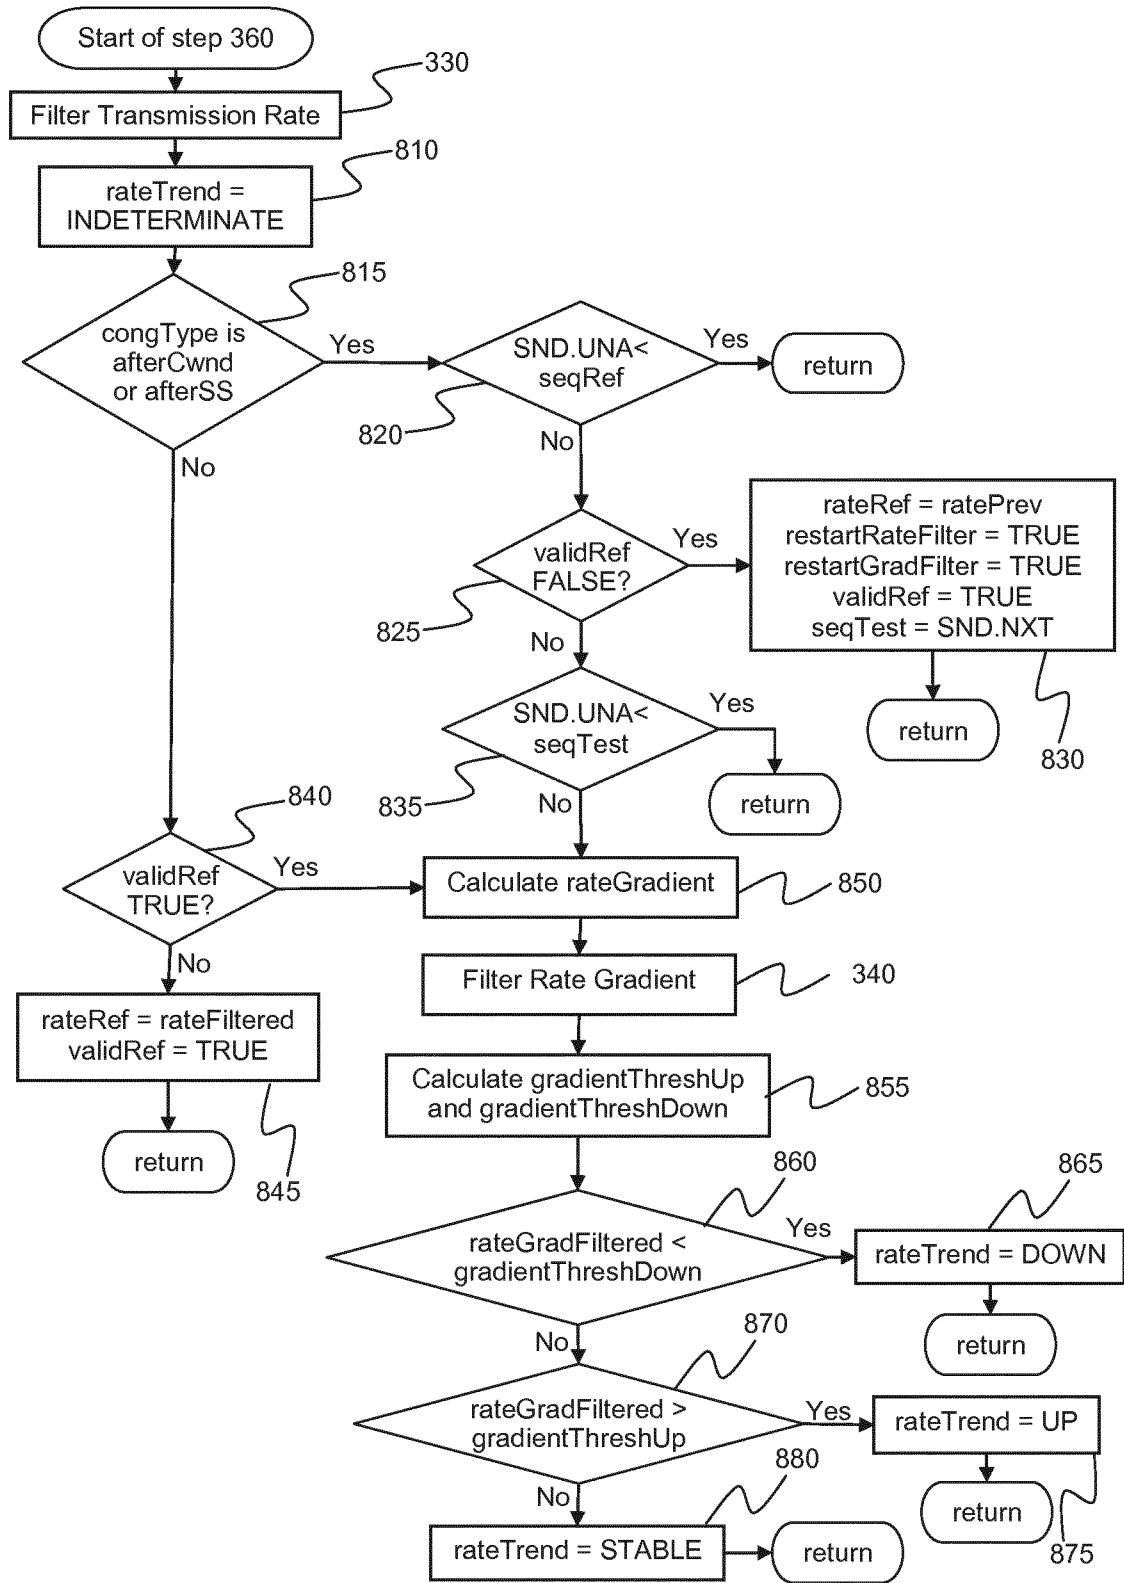 Start of step 360
330
Filter Transmission Rate
810
rateTrend =
INDETERMINATE
815
congType is
afterCwnd
or afterSS
Yes
SND.UNA<
seqRef
Yes
return
820
No
No
validRef
FALSE?
Yes
rateRef = ratePrev
restartRateFilter = TRUE
restartGradFilter = TRUE
validRef = TRUE
seqTest = SND.NXT
825
No
SND.UNA<
seqTest
Yes
return
830
835
No
return
840
validRef
TRUE?
Yes
Calculate rateGradient
850
No
Filter Rate Gradient
340
rateRef = rateFiltered
validRef = TRUE
Calculate gradientThreshUp
and gradientThreshDown
855
return
845
860
865
rateGradFiltered <
gradientThreshDown
Yes
rateTrend = DOWN
No
870
return
rateGradFiltered >
gradientThreshUp
Yes
rateTrend = UP
880
No
return
875
rateTrend = STABLE
return